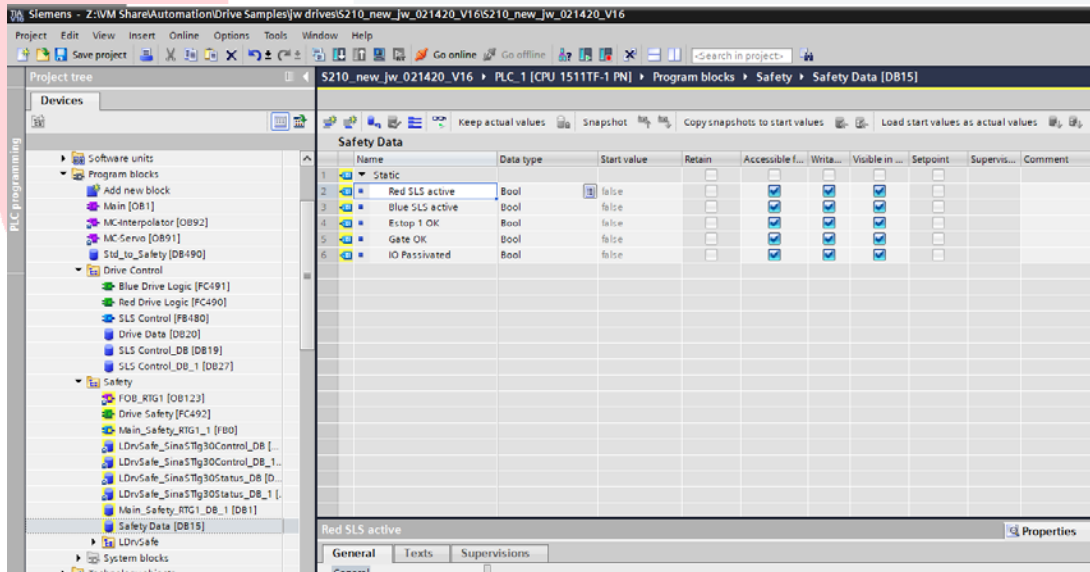 Siemens - Z:\VM Share\Automation\Drive Samples\jw drives\S210_new_jw_021420_V16\S210_new_jw_021420_V16
Project Edit View Insert Online Options Tools Window Help
Save project Go online Go offline <Search in project>
Project tree
S210_new_jw_021420_V16 PLC_1 [CPU 1511TF-1 PN] Program blocks Safety Safety Data [DB15]
Devices
Keep actual values Snapshot Copy snapshots to start values Load start values as actual values
PLC programming
Software units
Program blocks
Add new block
Main [OB1]
MC-Interpolator [OB92]
MC-Servo [OB91]
Std_to_Safety [DB490]
Drive Control
Blue Drive Logic [FC491]
Red Drive Logic [FC490]
SLS Control [FB480]
Drive Data [DB20]
SLS Control_DB [DB19]
SLS Control_DB_1 [DB27]
Safety
FOB_RTG1 [OB123]
Drive Safety [FC492]
Main_Safety_RTG1_1 [FB0]
LDrvSafe_SinaSTlg30Control_DB [...
LDrvSafe_SinaSTlg30Control_DB_1...
LDrvSafe_SinaSTlg30Status_DB [D...
LDrvSafe_SinaSTlg30Status_DB_1 [.
Main_Safety_RTG1_DB_1 [DB1]
Safety Data [DB15]
LDrvSafe
System blocks
Safety Data
Name Data type Start value Retain Accessible f... Writa... Visible in ... Setpoint Supervis... Comment
1 Static
2 Red SLS active Bool false
3 Blue SLS active Bool false
4 Estop 1 OK Bool false
5 Gate OK Bool false
6 IO Passivated Bool false
Red SLS active Properties
General Texts Supervisions